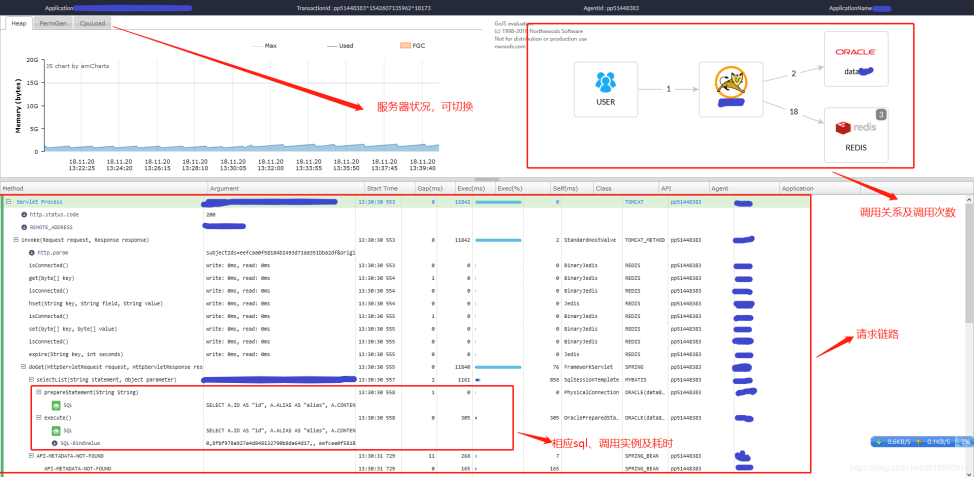 Application
TransactionId : pp51448383^1542607135962^18173
AgentId : pp51448383
ApplicationName
Heap PermGen CpuLoad
Max Used FGC
JS chart by amCharts
Memory (bytes)
20G
15G
10G
5G
0
18.11.20 18.11.20 18.11.20 18.11.20 18.11.20 18.11.20 18.11.20 18.11.20 18.11.20 18.11.20
13:22:25 13:24:20 13:26:15 13:28:10 13:30:05 13:32:00 13:33:55 13:35:50 13:37:45 13:39:40
服务器状况，可切换
GoJS evaluation
(c) 1998-2016 Northwoods Software
Not for distribution or production use
nwoods.com
USER
1
2
18
ORACLE
data
3
redis
REDIS
调用关系及调用次数
Method Argument Start Time Gap(ms) Exec(ms) Exec(%) Self(ms) Class API Agent Application
Servlet Process 13:30:30 553 0 11842 0 TOMCAT pp51448383
http.status.code 200
REMOTE_ADDRESS
invoke(Request request, Response response) 13:30:30 553 0 11842 2 StandardHostValve TOMCAT_METHOD pp51448383
http.param
isConnected() write: 0ms, read: 0ms 13:30:30 553 0 0 0 BinaryJedis REDIS pp51448383
get(byte[] key) write: 0ms, read: 0ms 13:30:30 554 1 0 0 BinaryJedis REDIS pp51448383
isConnected() write: 0ms, read: 0ms 13:30:30 554 0 0 0 BinaryJedis REDIS pp51448383
hset(String key, String field, String value) write: 0ms, read: 0ms 13:30:30 554 0 0 0 Jedis REDIS pp51448383
isConnected() write: 0ms, read: 0ms 13:30:30 555 1 0 0 BinaryJedis REDIS pp51448383
set(byte[] key, byte[] value) write: 0ms, read: 0ms 13:30:30 555 0 0 0 BinaryJedis REDIS pp51448383
isConnected() write: 0ms, read: 0ms 13:30:30 555 0 0 0 BinaryJedis REDIS pp51448383
expire(String key, int seconds) write: 0ms, read: 0ms 13:30:30 555 0 0 0 Jedis REDIS pp51448383
doGet(HttpServletRequest request, HttpServletResponse res 13:30:30 555 0 11840 76 FrameworkServlet SPRING pp51448383
selectList(String statement, Object parameter) 13:30:30 557 2 1161 856 SqlSessionTemplate MYBATIS pp51448383
prepareStatement(String String) 13:30:30 558 1 0 0 PhysicalConnection ORACLE(data pp51448383
SQL SELECT A.ID AS "id", A.ALIAS AS "alias", A.CONTEN
execute() 13:30:30 558 0 305 305 OraclePreparedSta... ORACLE(data pp51448383
SQL SELECT A.ID AS "id", A.ALIAS AS "alias", A.CONTEN
SQL-BindValue
API-METADATA-NOT-FOUND 13:30:31 729 11 268 7 SPRING_BEAN pp51448383
API-METADATA-NOT-FOUND 13:30:31 729 0 165 165 SPRING_BEAN pp51448383
请求链路
相应sql、调用实例及耗时
0.6KB/S 0.1KB/S 3%